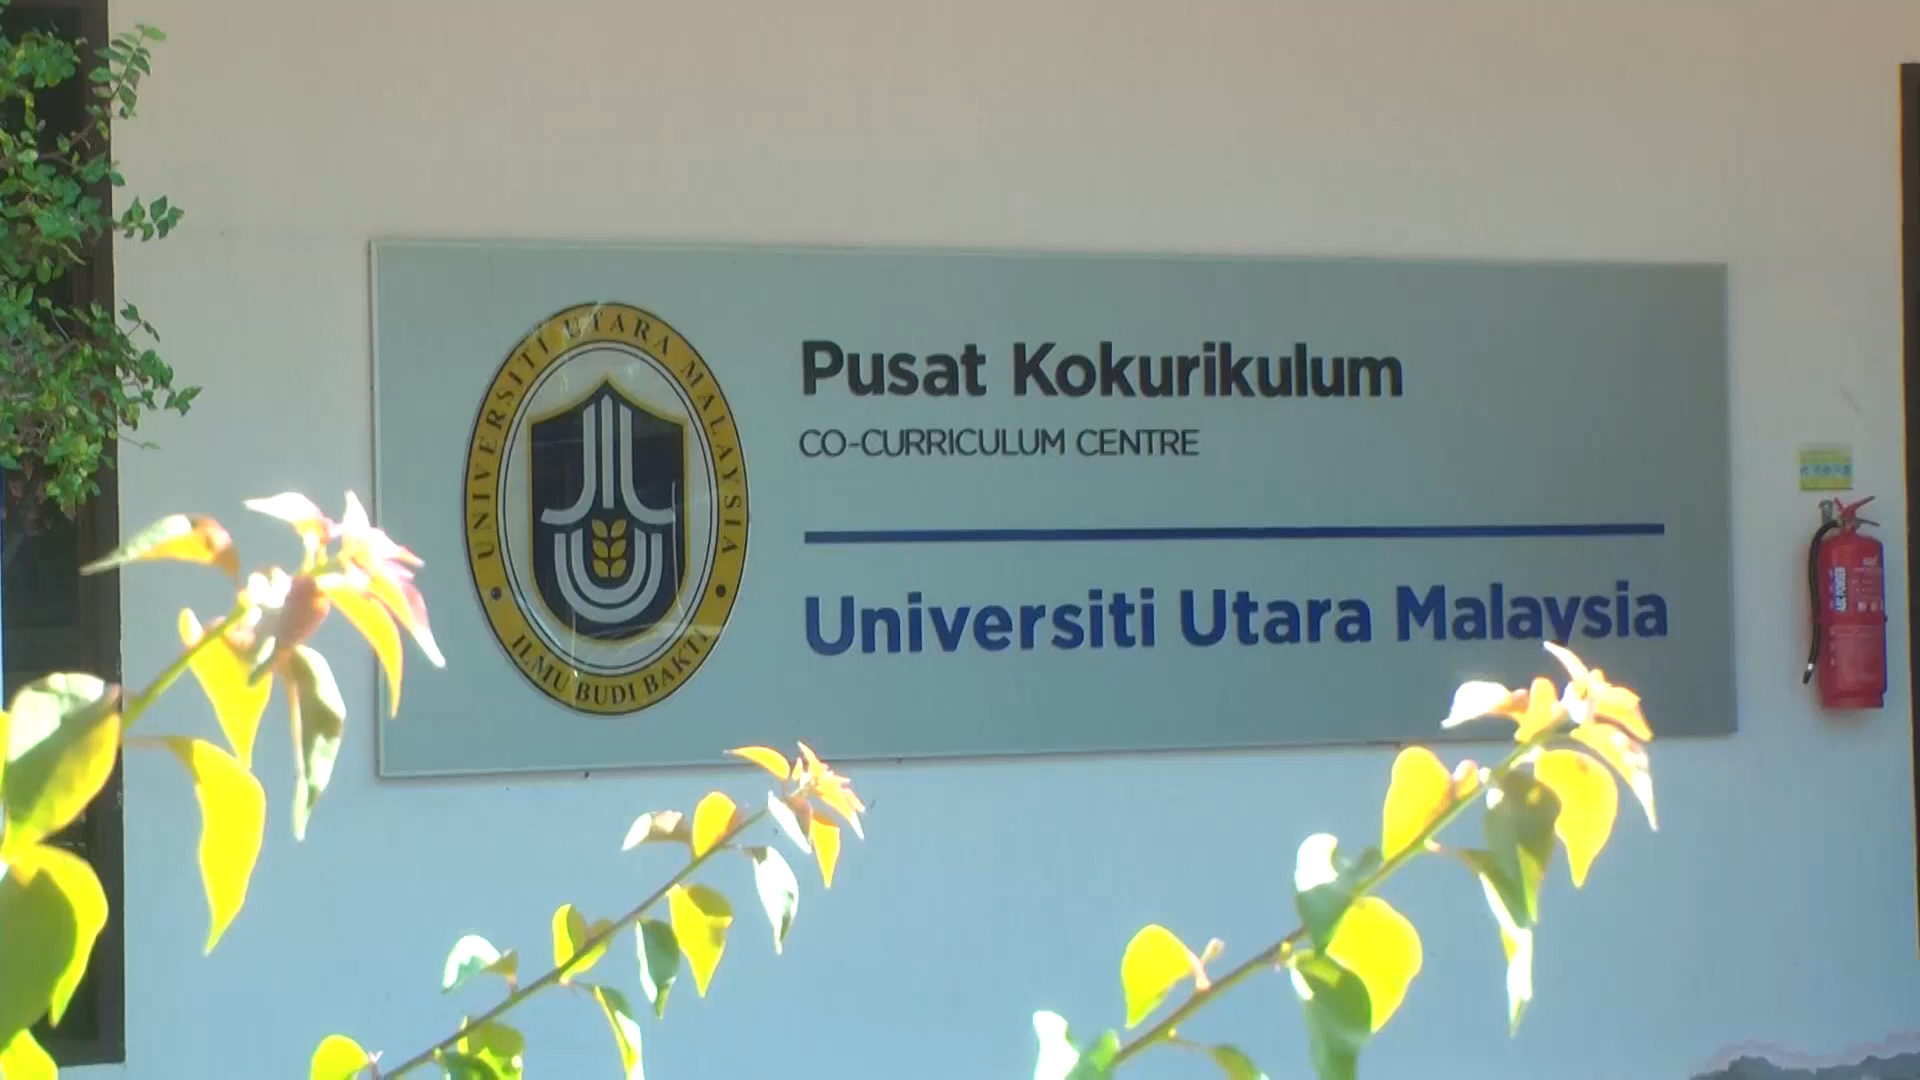 UNIVERSITI UTARA MALAYSIA
ILMU BUDI BAKTI
Pusat Kokurikulum
CO-CURRICULUM CENTRE
Universiti Utara Malaysia